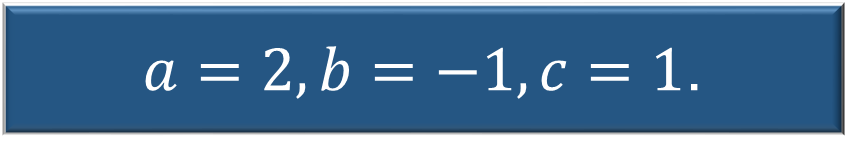 a = 2, b = −1, c = 1.